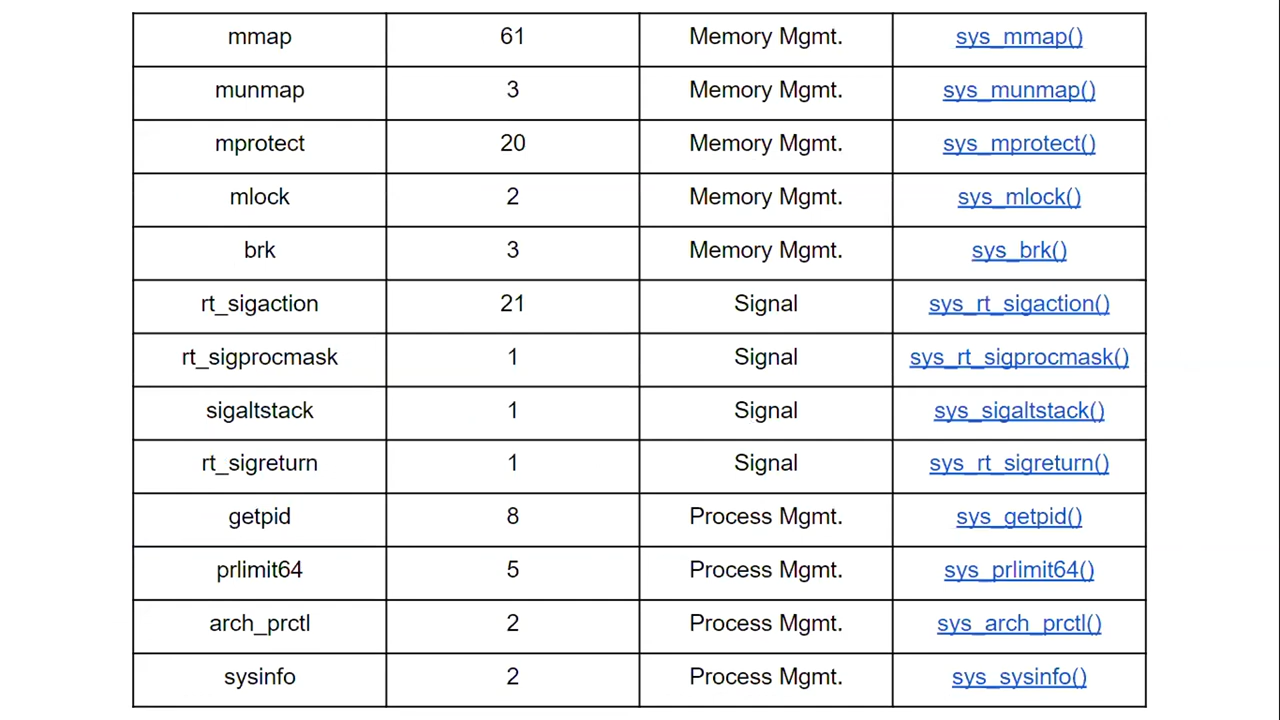 mmap 61 Memory Mgmt. sys_mmap()
munmap 3 Memory Mgmt. sys_munmap()
mprotect 20 Memory Mgmt. sys_mprotect()
mlock 2 Memory Mgmt. sys_mlock()
brk 3 Memory Mgmt. sys_brk()
rt_sigaction 21 Signal sys_rt_sigaction()
rt_sigprocmask 1 Signal sys_rt_sigprocmask()
sigaltstack 1 Signal sys_sigaltstack()
rt_sigreturn 1 Signal sys_rt_sigreturn()
getpid 8 Process Mgmt. sys_getpid()
prlimit64 5 Process Mgmt. sys_prlimit64()
arch_prctl 2 Process Mgmt. sys_arch_prctl()
sysinfo 2 Process Mgmt. sys_sysinfo()